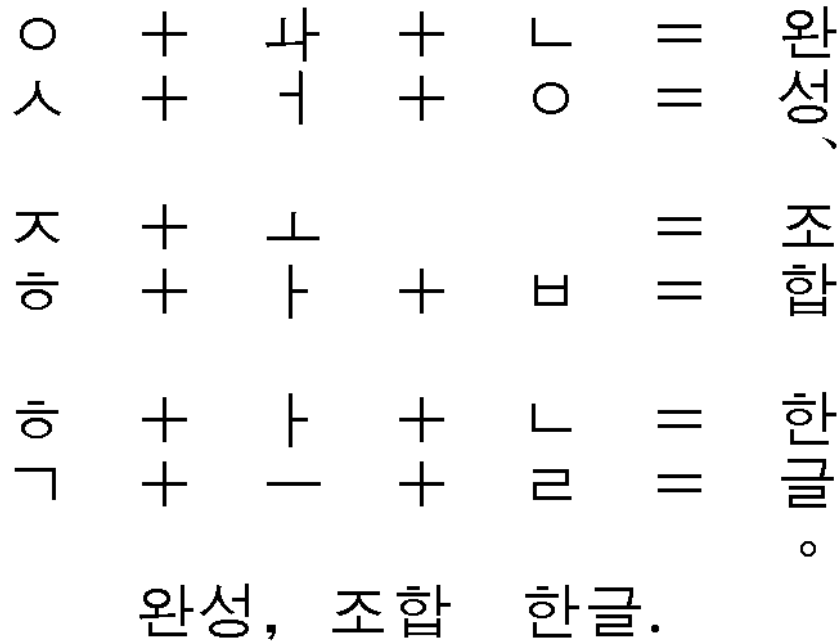 ㅇ + ㅘ + ㄴ = 완
ㅅ + ㅓ + ㅇ = 성、
ㅈ + ㅗ = 조
ㅎ + ㅏ + ㅂ = 합
ㅎ + ㅏ + ㄴ = 한
ㄱ + ㅡ + ㄹ = 글。
완성, 조합 한글.